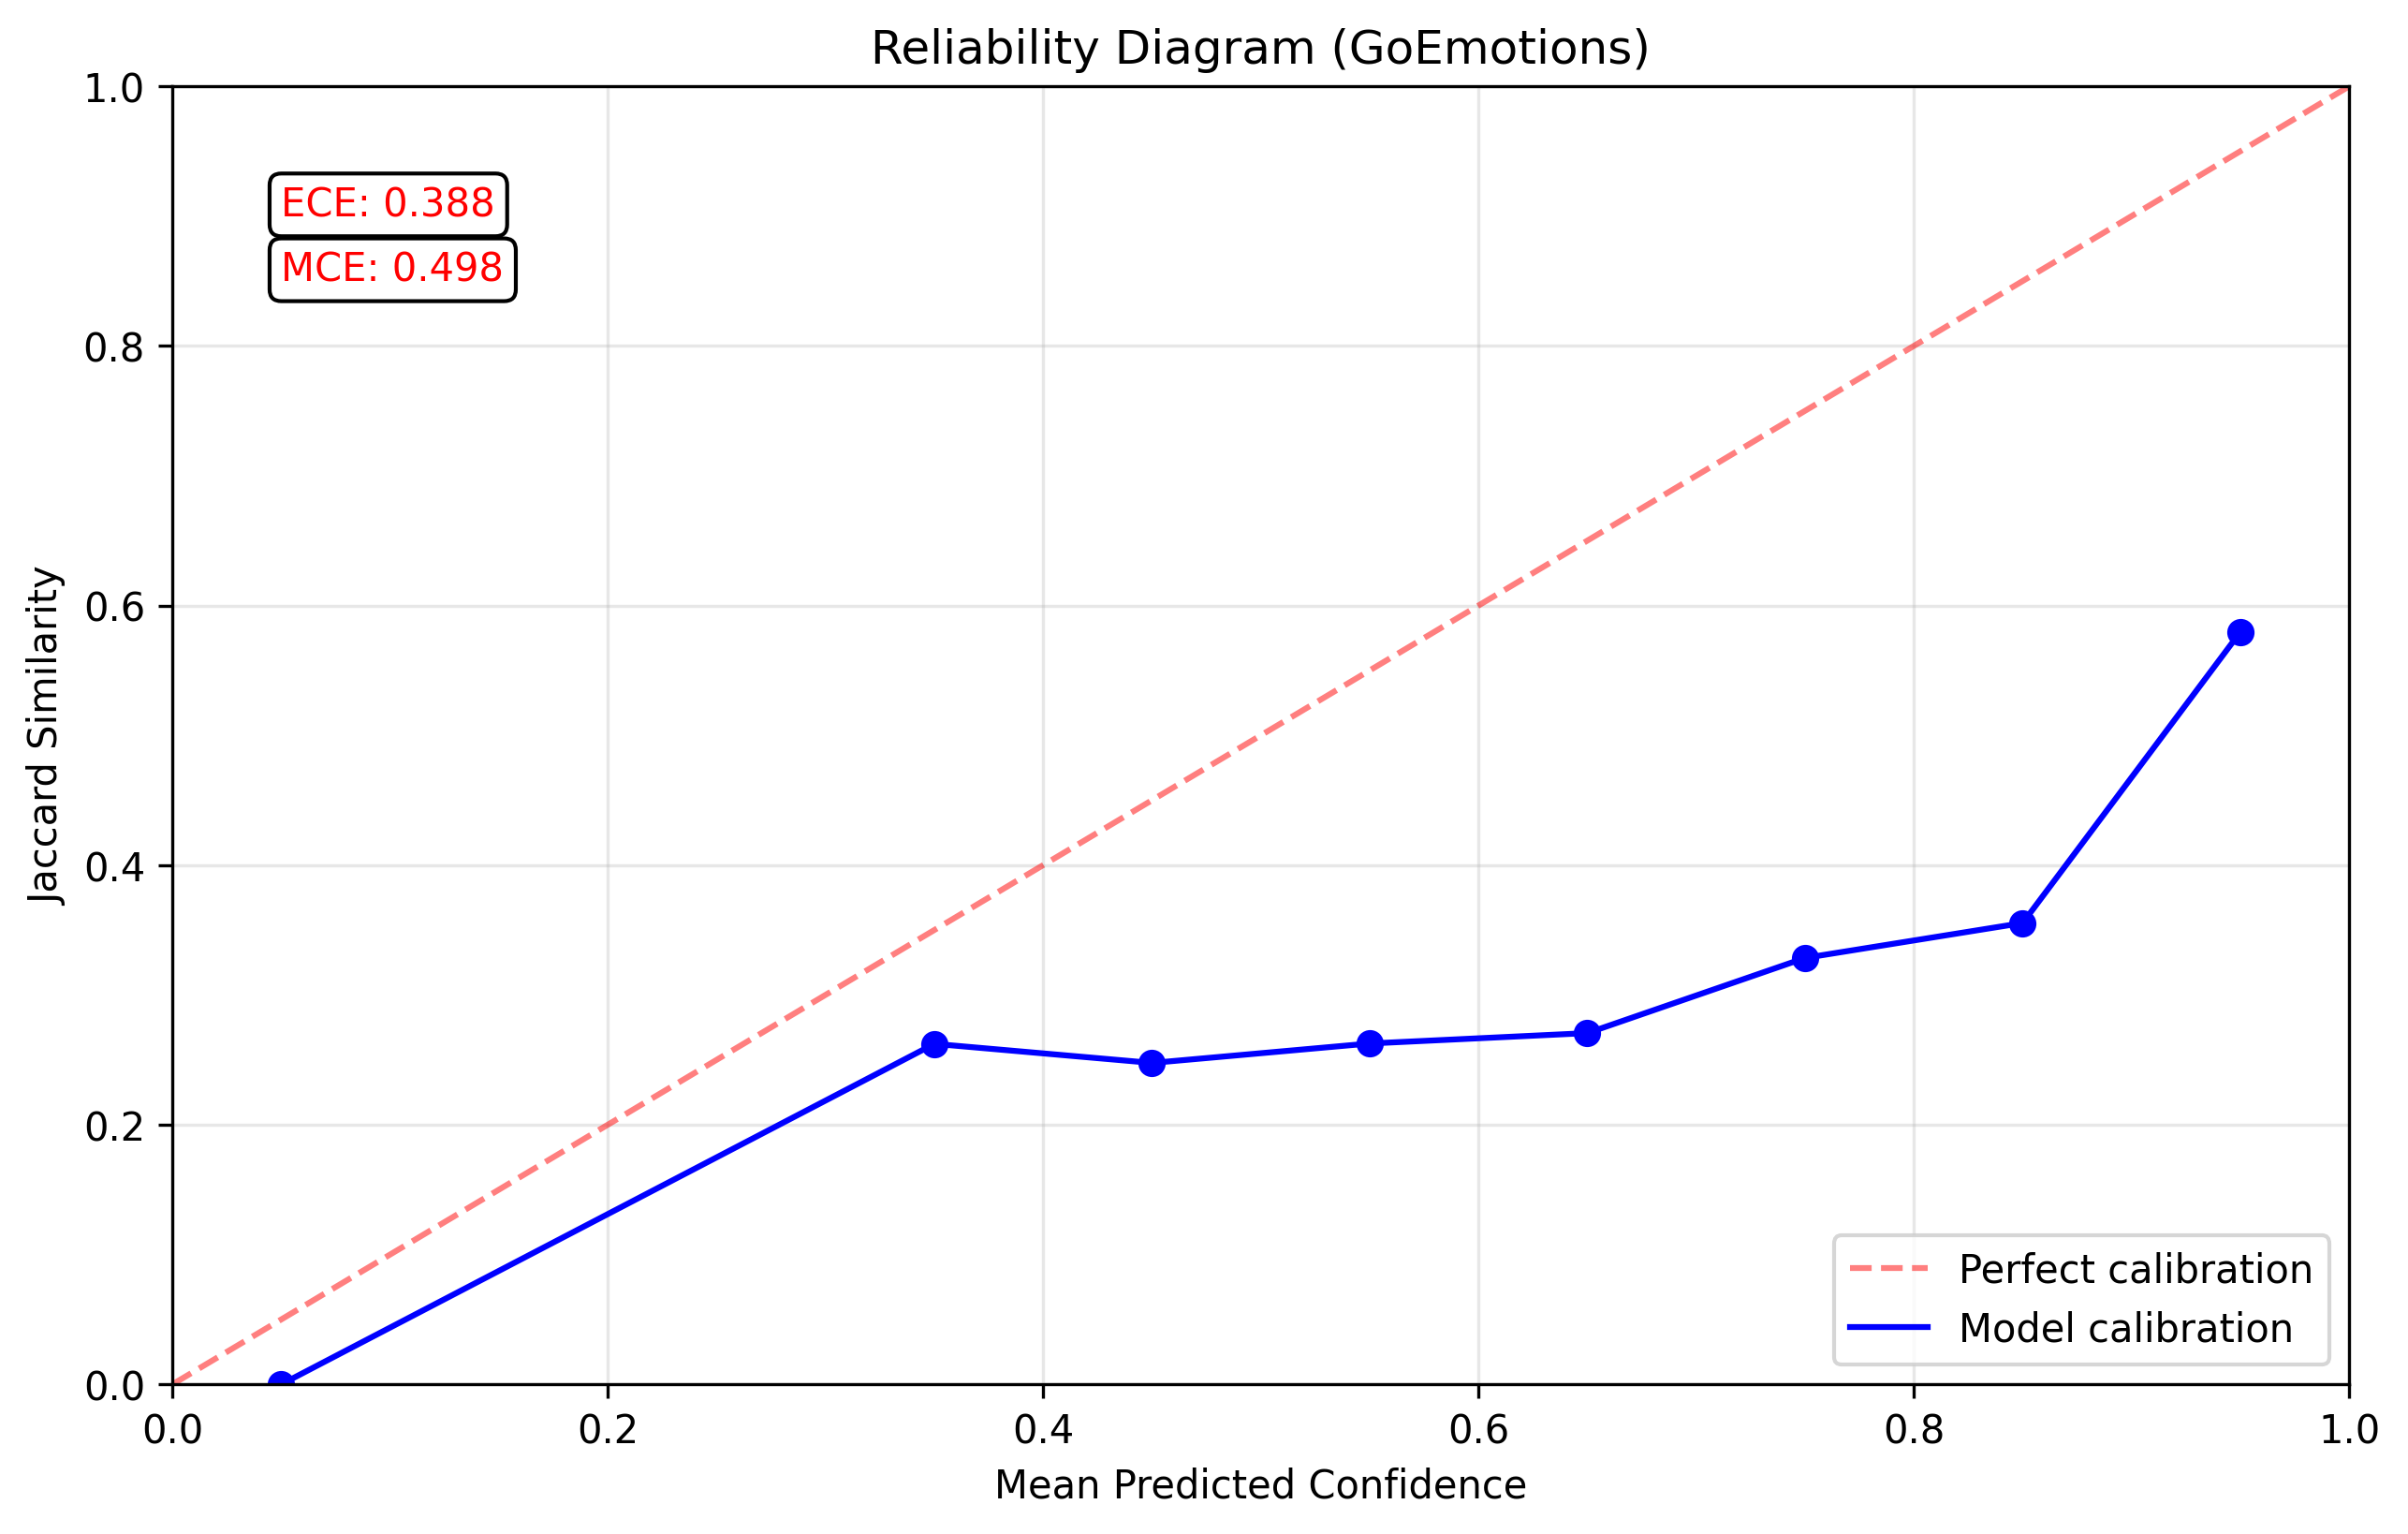 Reliability Diagram (GoEmotions)
1.0
0.8
0.6
0.4
0.2
0.0
Jaccard Similarity
ECE: 0.388
MCE: 0.498
Perfect calibration
Model calibration
0.0 0.2 0.4 0.6 0.8 1.0
Mean Predicted Confidence